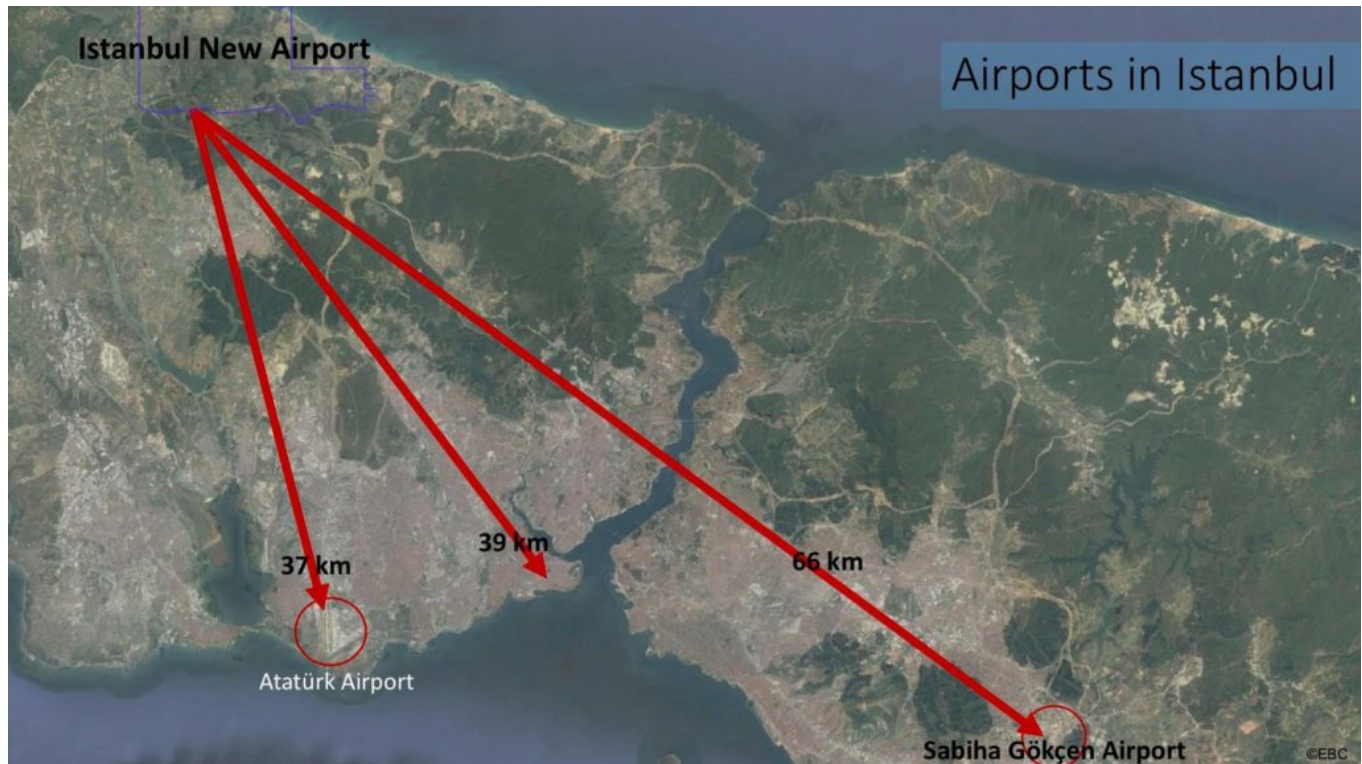 Istanbul New Airport
Airports in Istanbul
39 km
37 km
66 km
Atatürk Airport
Sabiha Gökçen Airport
©EBC